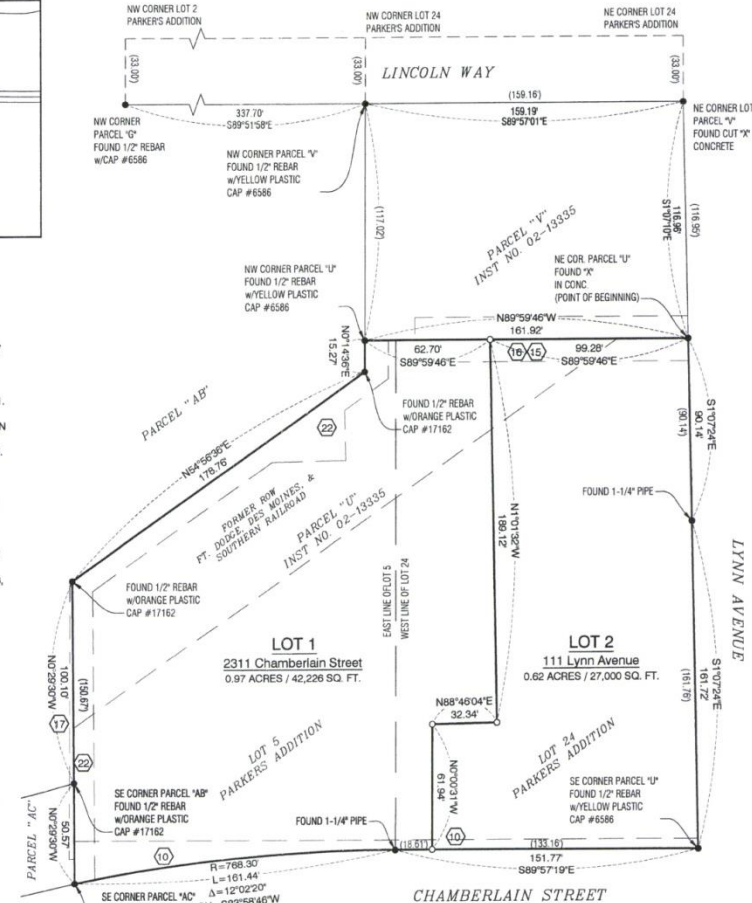 NW CORNER LOT 2
PARKER'S ADDITION
NW CORNER LOT 24
PARKER'S ADDITION
NE CORNER LOT 24
PARKER'S ADDITION
(33.00')
(33.00')
(33.00')
LINCOLN WAY
(159.16')
159.19'
S89°57'01"E
337.70'
S89°51'58"E
NW CORNER
PARCEL "G"
FOUND 1/2" REBAR
w/CAP #6586
NW CORNER PARCEL "V"
FOUND 1/2" REBAR
w/YELLOW PLASTIC
CAP #6586
NE CORNER LOT
PARCEL "V"
FOUND CUT "X"
CONCRETE
(117.02')
(116.95')
116.96'
S1°07'10"E
PARCEL "V"
INST NO. 02-13335
NW CORNER PARCEL "U"
FOUND 1/2" REBAR
w/YELLOW PLASTIC
CAP #6586
NE COR. PARCEL "U"
FOUND "X"
IN CONC.
(POINT OF BEGINNING)
N89°59'46"W
161.92'
62.70'
S89°59'46"E
16
15
99.28'
S89°59'46"E
N0°14'36"E
15.27'
FOUND 1/2" REBAR
w/ORANGE PLASTIC
CAP #17162
PARCEL "AB"
22
N54°56'36"E
178.76'
S1°07'24"E
90.14'
(90.14')
FORMER ROW
FT. DODGE, DES MOINES, &
SOUTHERN RAILROAD
PARCEL "U"
INST NO. 02-13335
N1°01'32"W
189.12'
FOUND 1-1/4" PIPE
LYNN AVENUE
FOUND 1/2" REBAR
w/ORANGE PLASTIC
CAP #17162
EAST LINE OF LOT 5
WEST LINE OF LOT 24
LOT 1
2311 Chamberlain Street
0.97 ACRES / 42,226 SQ. FT.
LOT 2
111 Lynn Avenue
0.62 ACRES / 27,000 SQ. FT.
N0°29'30"W
100.10'
(150.67')
17
S1°07'24"E
161.72'
(161.76')
N88°46'04"E
32.34'
LOT 5
PARKERS ADDITION
LOT 24
PARKERS ADDITION
N0°00'31"W
61.94'
22
SE CORNER PARCEL "AB"
FOUND 1/2" REBAR
w/ORANGE PLASTIC
CAP #17162
SE CORNER PARCEL "U"
FOUND 1/2" REBAR
w/YELLOW PLASTIC
CAP #6586
PARCEL "AC"
N0°29'30"W
50.57'
FOUND 1-1/4" PIPE
10
10
(18.61')
(133.16')
151.77'
S89°57'19"E
R=768.30'
L=161.44'
Δ=12°02'20"
SE CORNER PARCEL "AC"
S83°58'46"W
CHAMBERLAIN STREET